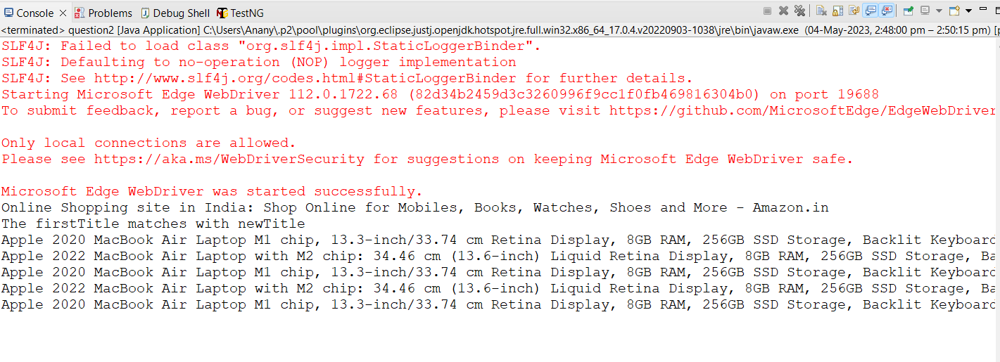 Console Problems Debug Shell TestNG
<terminated> question2 [Java Application] C:\Users\Anany\.p2\pool\plugins\org.eclipse.justj.openjdk.hotspot.jre.full.win32.x86_64_17.0.4.v20220903-1038\jre\bin\javaw.exe (04-May-2023, 2:48:00 pm – 2:50:15 pm) [p
SLF4J: Failed to load class "org.slf4j.impl.StaticLoggerBinder".
SLF4J: Defaulting to no-operation (NOP) logger implementation
SLF4J: See http://www.slf4j.org/codes.html#StaticLoggerBinder for further details.
Starting Microsoft Edge WebDriver 112.0.1722.68 (82d34b2459d3c3260996f9cc1f0fb469816304b0) on port 19688
To submit feedback, report a bug, or suggest new features, please visit https://github.com/MicrosoftEdge/EdgeWebDriver
Only local connections are allowed.
Please see https://aka.ms/WebDriverSecurity for suggestions on keeping Microsoft Edge WebDriver safe.
Microsoft Edge WebDriver was started successfully.
Online Shopping site in India: Shop Online for Mobiles, Books, Watches, Shoes and More - Amazon.in
The firstTitle matches with newTitle
Apple 2020 MacBook Air Laptop M1 chip, 13.3-inch/33.74 cm Retina Display, 8GB RAM, 256GB SSD Storage, Backlit Keyboard
Apple 2022 MacBook Air Laptop with M2 chip: 34.46 cm (13.6-inch) Liquid Retina Display, 8GB RAM, 256GB SSD Storage, Ba
Apple 2020 MacBook Air Laptop M1 chip, 13.3-inch/33.74 cm Retina Display, 8GB RAM, 256GB SSD Storage, Backlit Keyboard
Apple 2022 MacBook Air Laptop with M2 chip: 34.46 cm (13.6-inch) Liquid Retina Display, 8GB RAM, 256GB SSD Storage, Ba
Apple 2020 MacBook Air Laptop M1 chip, 13.3-inch/33.74 cm Retina Display, 8GB RAM, 256GB SSD Storage, Backlit Keyboard